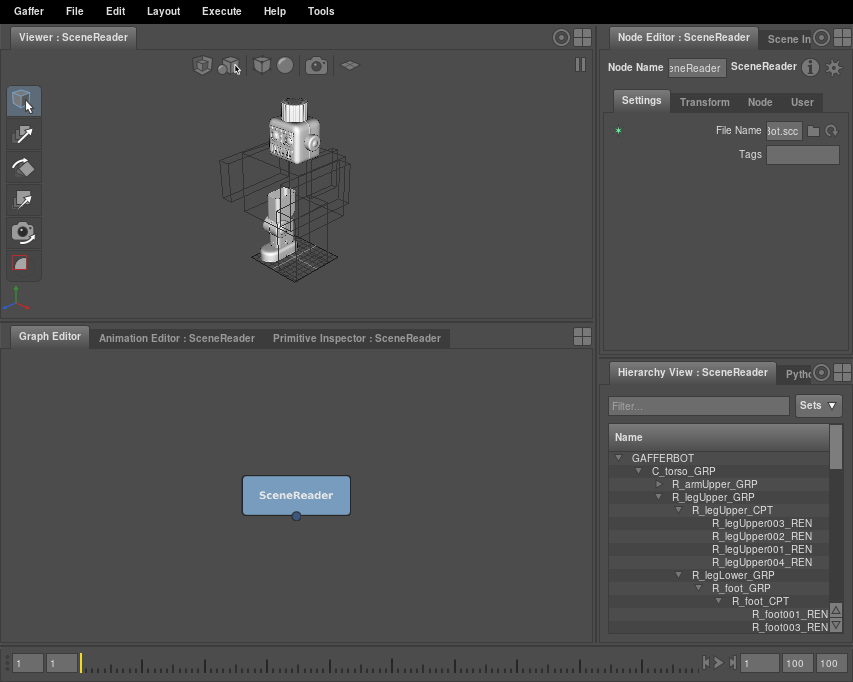 Gaffer File Edit Layout Execute Help Tools
Viewer : SceneReader
Node Editor : SceneReader Scene In
Node Name eneReader SceneReader
Settings Transform Node User
File Name Bot.scc
Tags
Graph Editor Animation Editor : SceneReader Primitive Inspector : SceneReader
SceneReader
Hierarchy View : SceneReader Pytho
Filter... Sets
Name
GAFFERBOT
C_torso_GRP
R_armUpper_GRP
R_legUpper_GRP
R_legUpper_CPT
R_legUpper003_REN
R_legUpper002_REN
R_legUpper001_REN
R_legUpper004_REN
R_legLower_GRP
R_foot_GRP
R_foot_CPT
R_foot001_REN
R_foot003_REN
1 1 1 100 100